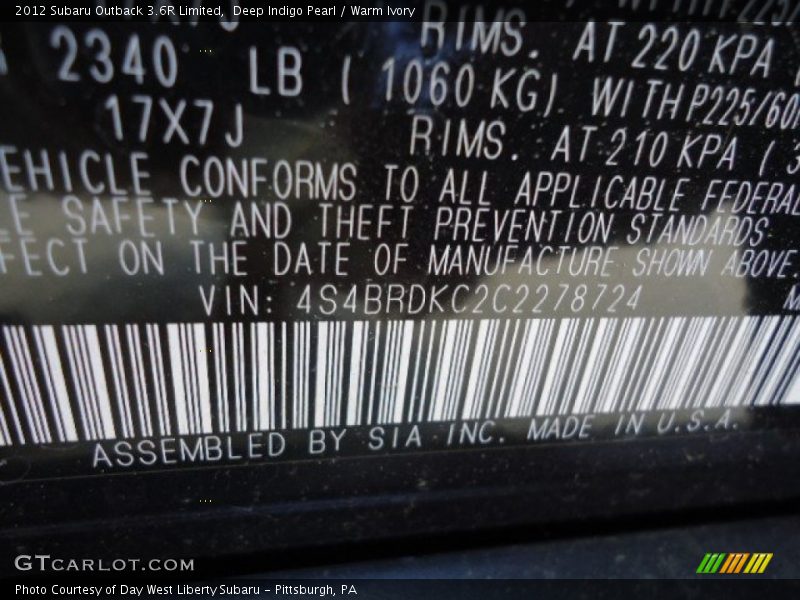 2012 Subaru Outback 3.6R Limited, Deep Indigo Pearl / Warm Ivory
RIMS. AT 220 KPA
2340 LB ( 1060 KG) WITH P225/60
17X7J RIMS. AT 210 KPA ( 3
EHICLE CONFORMS TO ALL APPLICABLE FEDERAL
E SAFETY AND THEFT PREVENTION STANDARDS
FECT ON THE DATE OF MANUFACTURE SHOWN ABOVE.
VIN: 4S4BRDKC2C2278724
ASSEMBLED BY SIA INC. MADE IN U.S.A.
GTCARLOT.COM
Photo Courtesy of Day West Liberty Subaru - Pittsburgh, PA